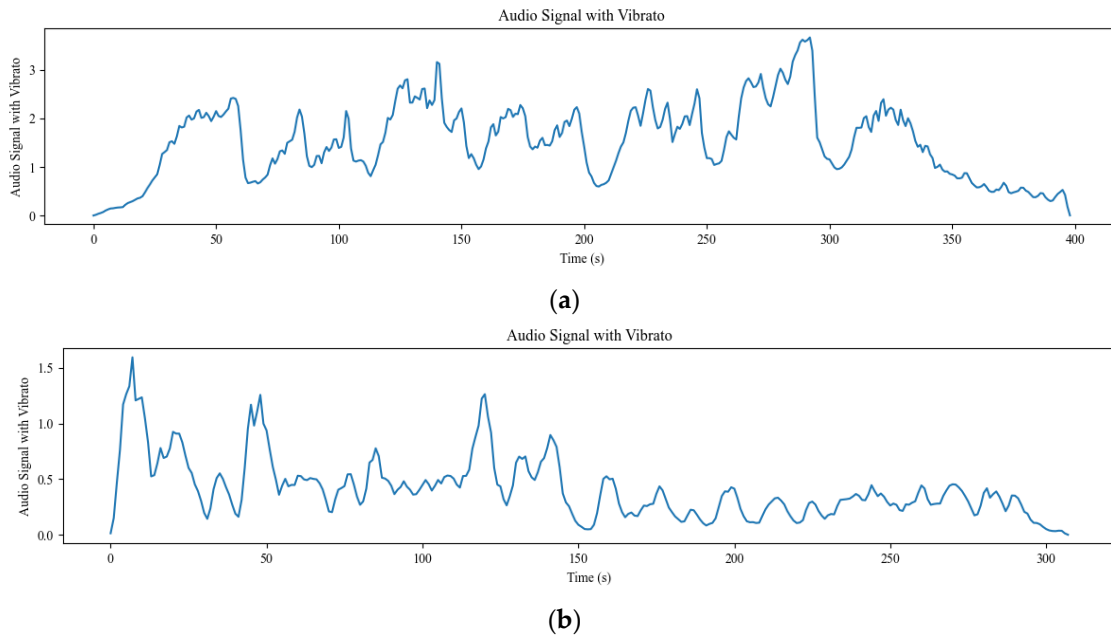 Audio Signal with Vibrato
Audio Signal with Vibrato
3
2
1
0
0 50 100 150 200 250 300 350 400
Time (s)
(a)
Audio Signal with Vibrato
Audio Signal with Vibrato
1.5
1.0
0.5
0.0
0 50 100 150 200 250 300
Time (s)
(b)